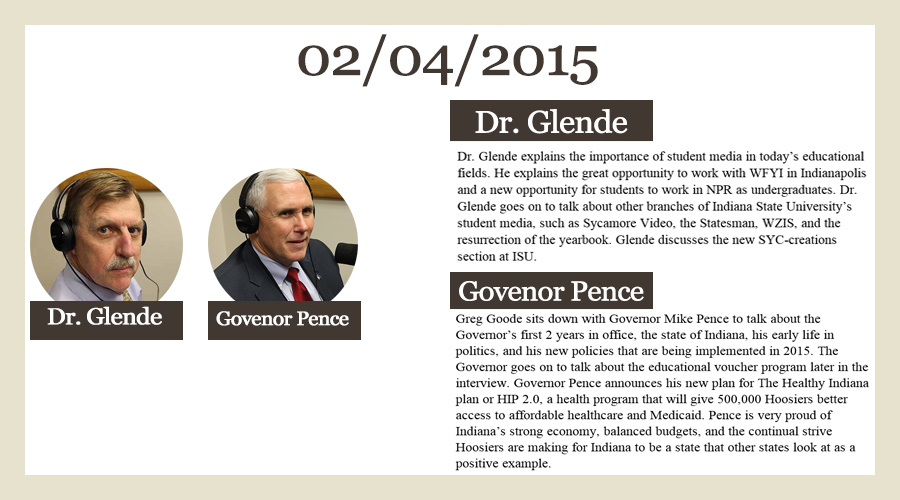 02/04/2015
Dr. Glende
Govenor Pence
Dr. Glende
Dr. Glende explains the importance of student media in today's educational
fields. He explains the great opportunity to work with WFYI in Indianapolis
and a new opportunity for students to work in NPR as undergraduates. Dr.
Glende goes on to talk about other branches of Indiana State University's
student media, such as Sycamore Video, the Statesman, WZIS, and the
resurrection of the yearbook. Glende discusses the new SYC-creations
section at ISU.
Govenor Pence
Greg Goode sits down with Governor Mike Pence to talk about the
Governor's first 2 years in office, the state of Indiana, his early life in
politics, and his new policies that are being implemented in 2015. The
Governor goes on to talk about the educational voucher program later in the
interview. Governor Pence announces his new plan for The Healthy Indiana
plan or HIP 2.0, a health program that will give 500,000 Hoosiers better
access to affordable healthcare and Medicaid. Pence is very proud of
Indiana's strong economy, balanced budgets, and the continual strive
Hoosiers are making for Indiana to be a state that other states look at as a
positive example.